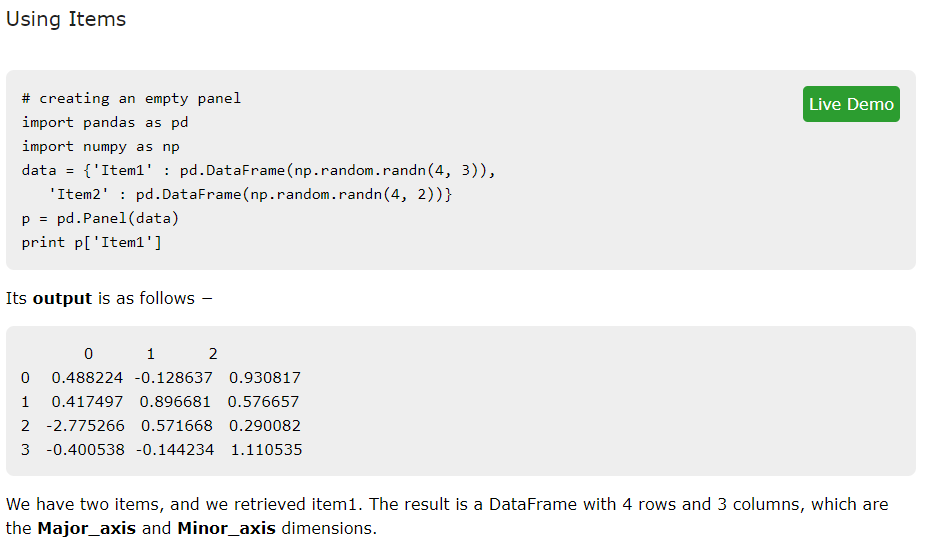 Using Items
# creating an empty panel
Live Demo
import pandas as pd
import numpy as np
data = {'Item1' : pd.DataFrame(np.random.randn(4, 3)),
   'Item2' : pd.DataFrame(np.random.randn(4, 2))}
p = pd.Panel(data)
print p['Item1']
Its output is as follows −
0 1 2
0 0.488224 -0.128637 0.930817
1 0.417497 0.896681 0.576657
2 -2.775266 0.571668 0.290082
3 -0.400538 -0.144234 1.110535
We have two items, and we retrieved item1. The result is a DataFrame with 4 rows and 3 columns, which are
the Major_axis and Minor_axis dimensions.